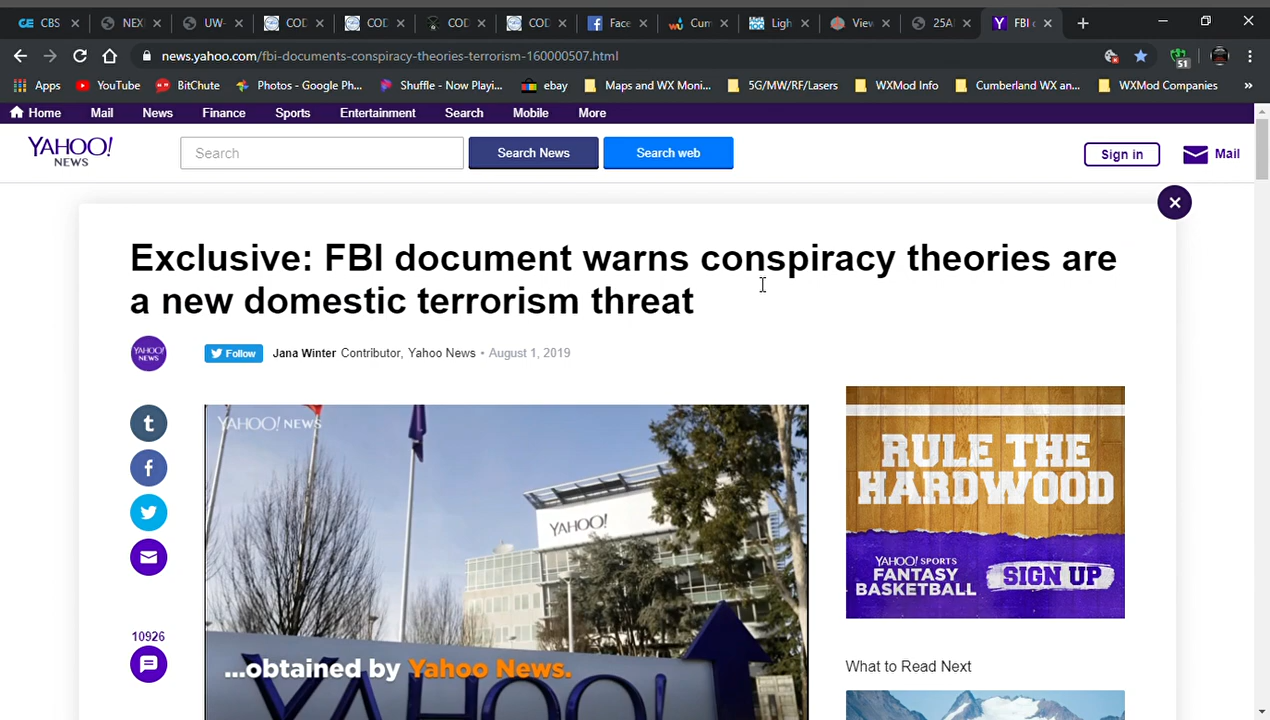 CBS
NEX
UW-
COD
COD
COD
COD
Face
Cum
Ligh
View
25A
FBI
news.yahoo.com/fbi-documents-conspiracy-theories-terrorism-160000507.html
51
Apps
YouTube
BitChute
Photos - Google Ph...
Shuffle - Now Playi...
ebay
Maps and WX Moni...
5G/MW/RF/Lasers
WXMod Info
Cumberland WX an...
WXMod Companies
»
Home Mail News Finance Sports Entertainment Search Mobile More
YAHOO!
NEWS
Search
Search News
Search web
Sign in
Mail
Exclusive: FBI document warns conspiracy theories are
a new domestic terrorism threat
YAHOO!
NEWS
Follow
Jana Winter Contributor, Yahoo News • August 1, 2019
YAHOO! NEWS
YAHOO!
...obtained by Yahoo News.
YAHOO!
10926
RULE THE
HARDWOOD
YAHOO! SPORTS
FANTASY
BASKETBALL
SIGN UP
What to Read Next